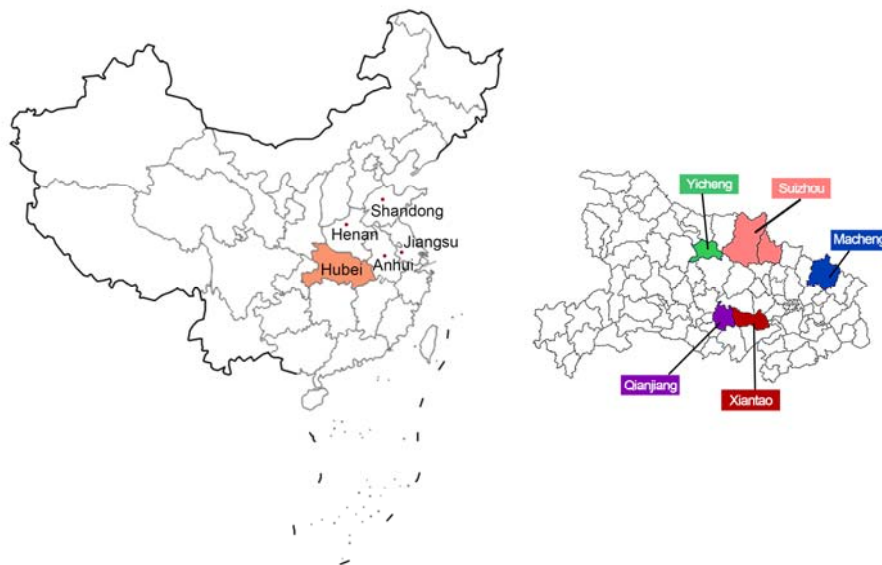 Shandong
Henan
Jiangsu
Anhui
Hubei
Yicheng
Suizhou
Macheng
Qianjiang
Xiantao